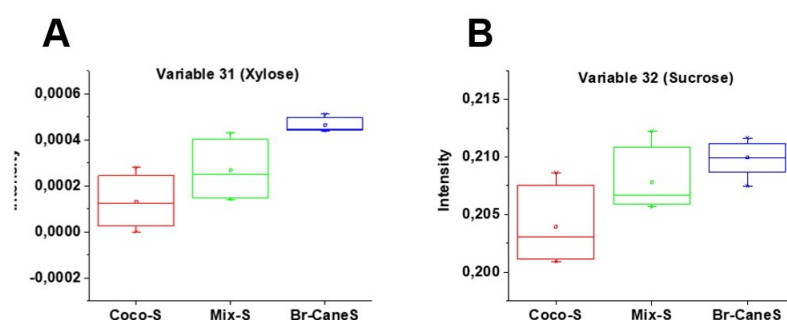 A
Variable 31 (Xylose)
0,0006
0,0004
0,0002
0,0000
-0,0002
Coco-S Mix-S Br-CaneS
B
Variable 32 (Sucrose)
Intensity
0,215
0,210
0,205
0,200
Coco-S Mix-S Br-CaneS